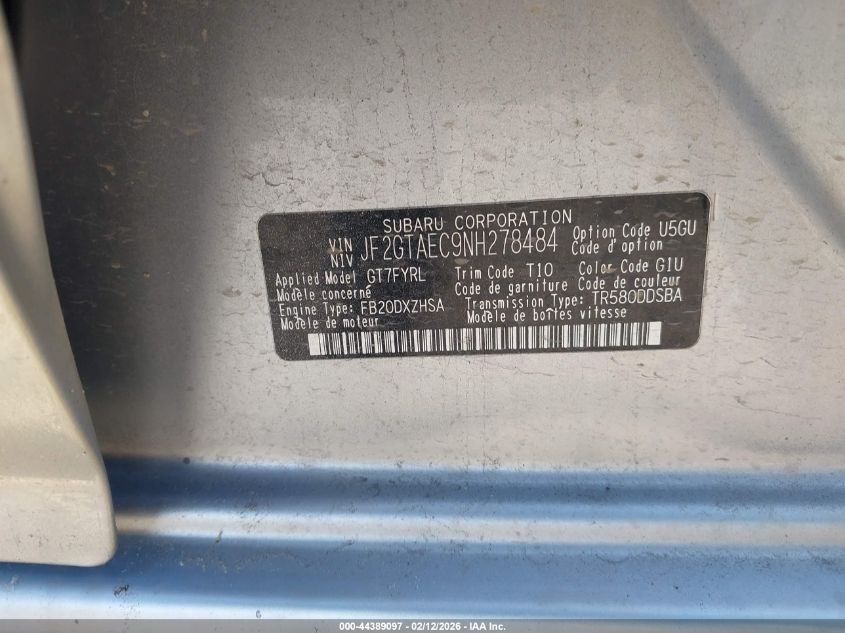 SUBARU CORPORATION
VIN NIV JF2GTAEC9NH278484 Option Code U5GU
Code d'option
Applied Model GT7FYRL Trim Code T10 Color Code G1U
Modèle concerné Code de garniture Code de couleur
Engine Type: FB20DXZHSA Transmission Type: TR580DDSBA
Modèle de moteur Modèle de boîtes vitesse
000-44389097 - 02/12/2026 - IAA Inc.